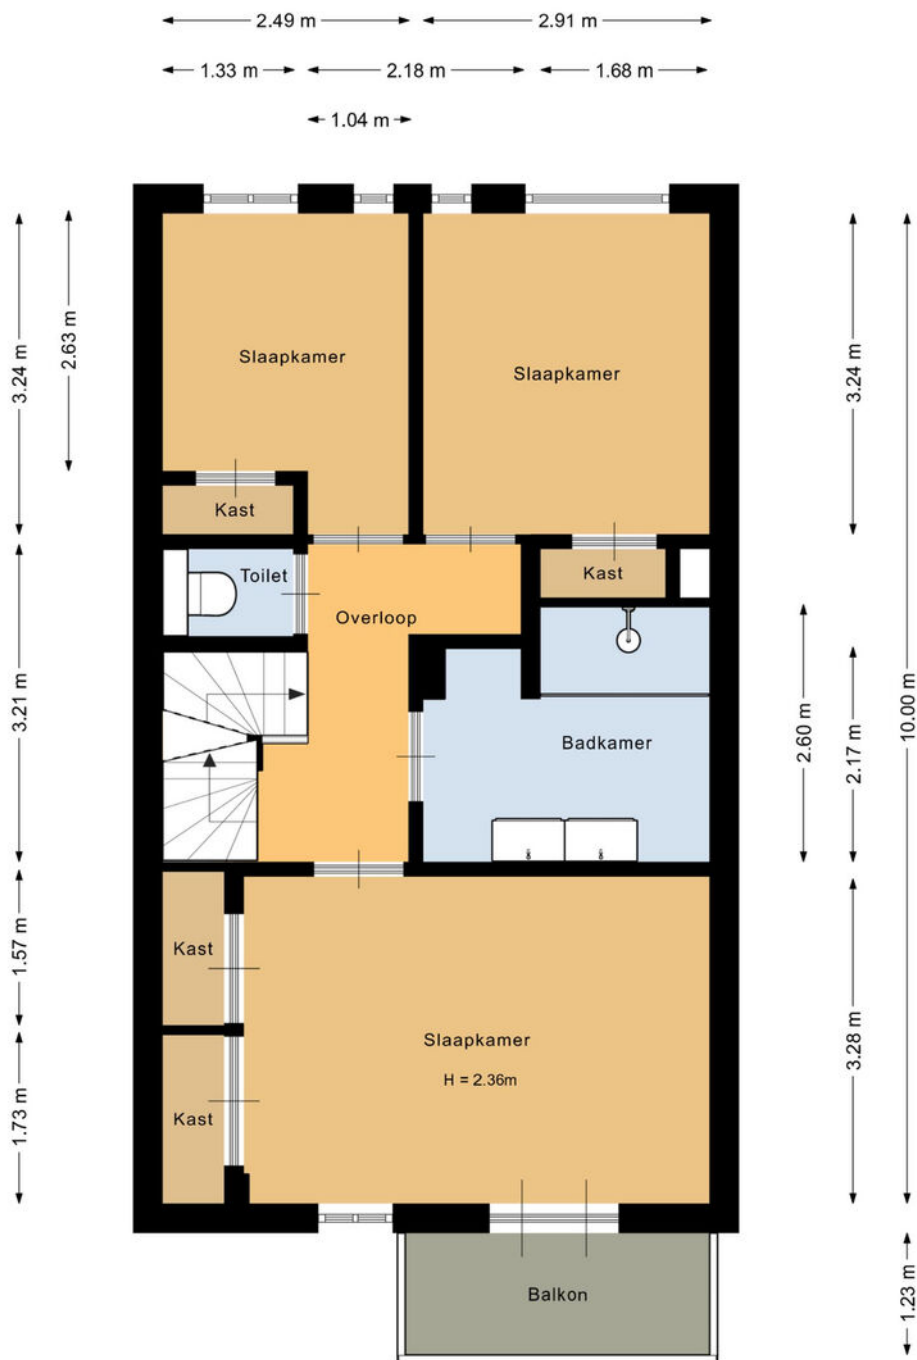 2.49 m
2.91 m
1.33 m
2.18 m
1.68 m
1.04 m
3.24 m
2.63 m
3.24 m
10.00 m
Slaapkamer
Slaapkamer
Kast
Toilet
Kast
Overloop
3.21 m
2.60 m
2.17 m
Badkamer
Kast
1.57 m
Slaapkamer
H = 2.36m
3.28 m
Kast
1.73 m
Balkon
1.23 m